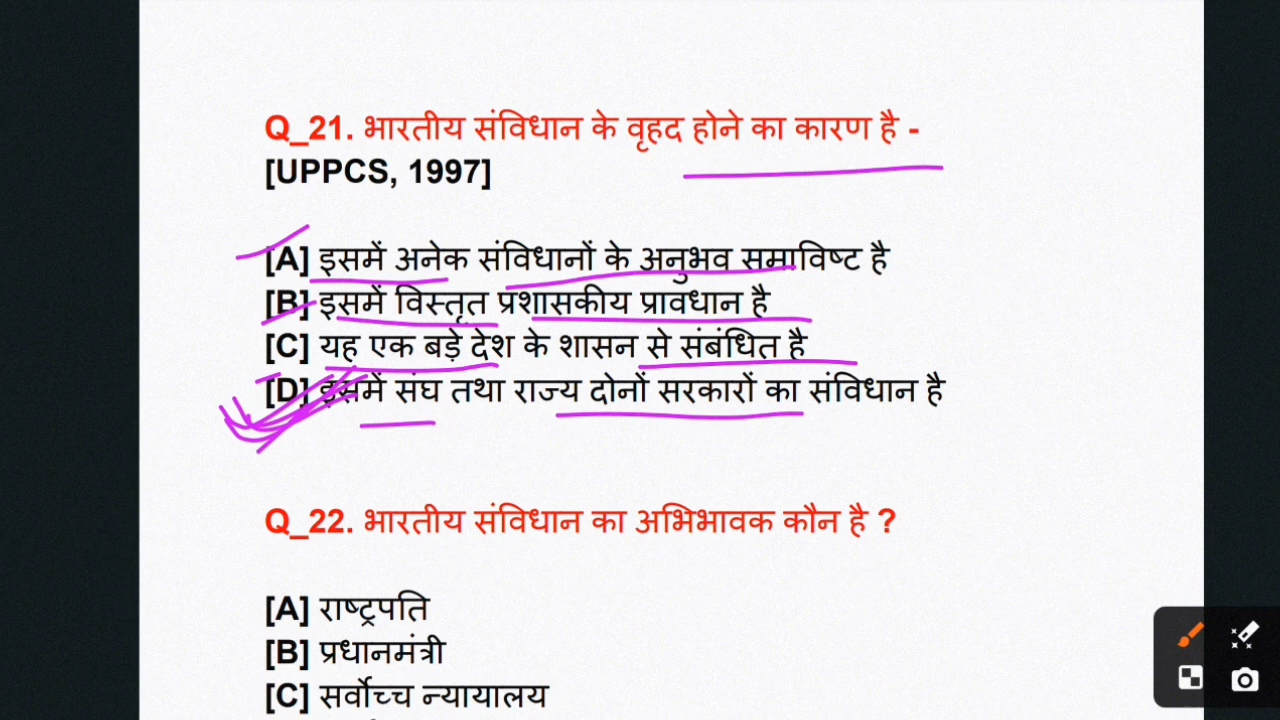 Q_21. भारतीय संविधान के वृहद होने का कारण है -
[UPPCS, 1997]
[A] इसमें अनेक संविधानों के अनुभव समाविष्ट है
[B] इसमें विस्तृत प्रशासकीय प्रावधान है
[C] यह एक बड़े देश के शासन से संबंधित है
[D] इसमें संघ तथा राज्य दोनों सरकारों का संविधान है
Q_22. भारतीय संविधान का अभिभावक कौन है ?
[A] राष्ट्रपति
[B] प्रधानमंत्री
[C] सर्वोच्च न्यायालय